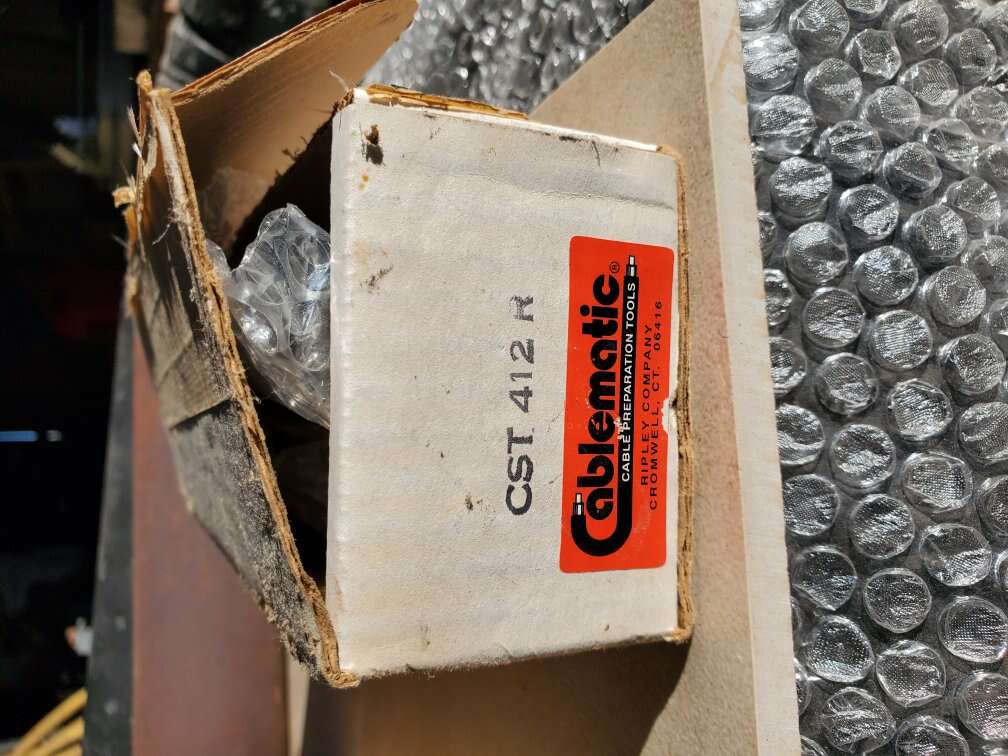 CST 412 R
Cablematic®
CABLE PREPARATION TOOLS
RIPLEY COMPANY
CROMWELL, CT. 06416